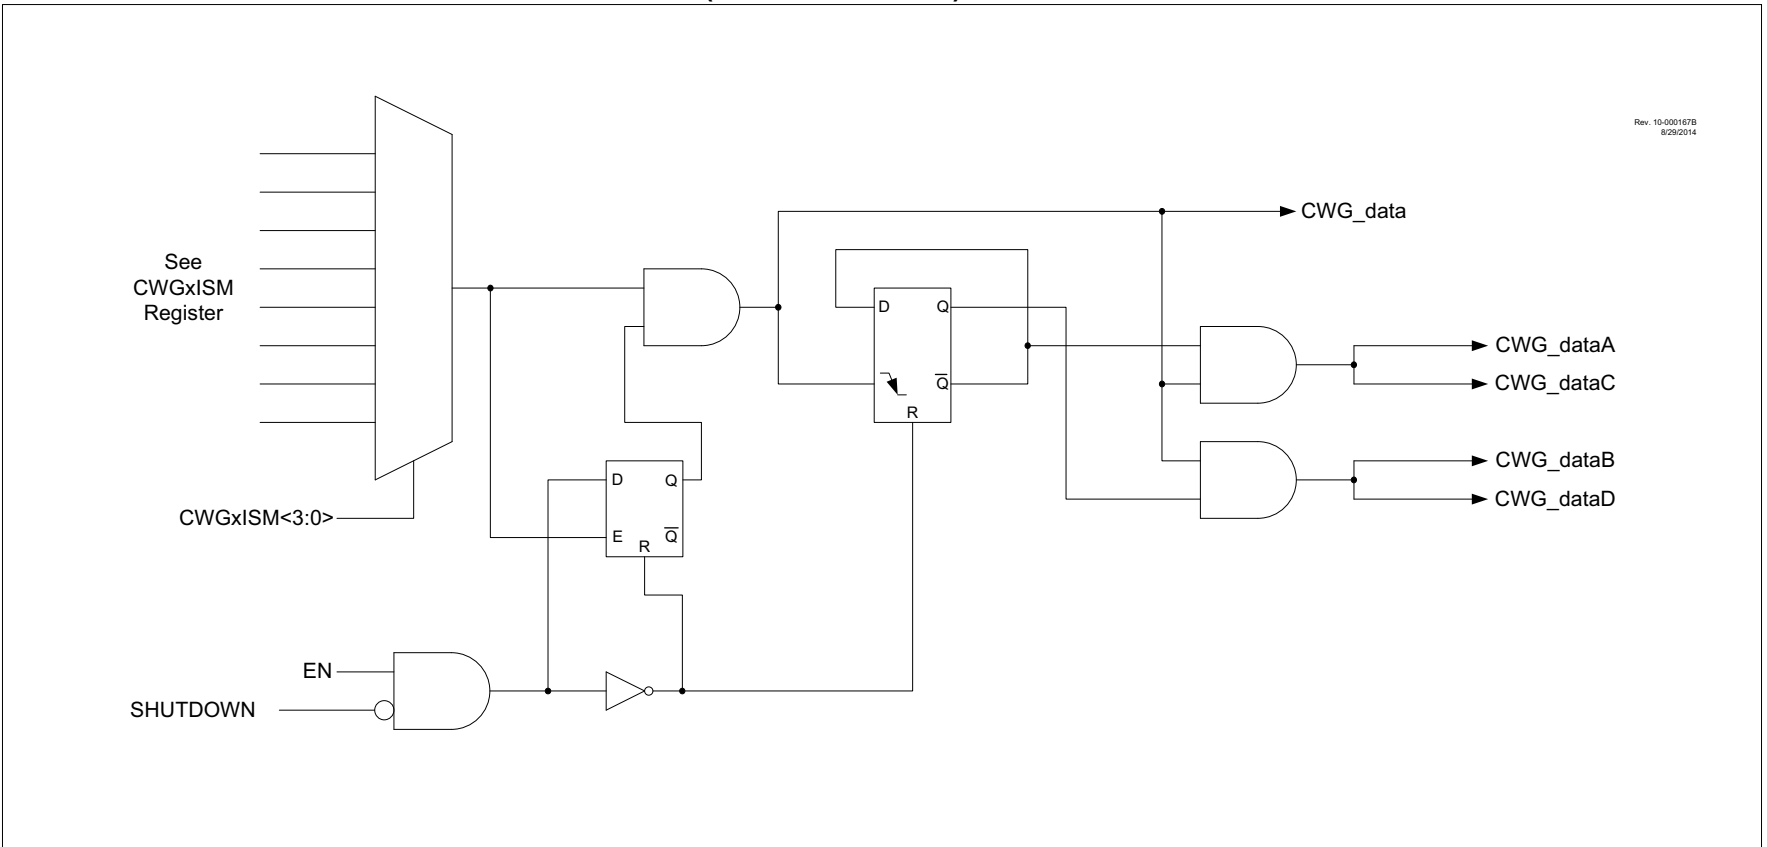 Rev. 10-000167B
8/29/2014
CWG_data
See
CWGxISM
Register
D
Q
Q
R
CWG_dataA
CWG_dataC
CWG_dataB
CWG_dataD
D
Q
E
Q
R
CWGxISM<3:0>
EN
SHUTDOWN